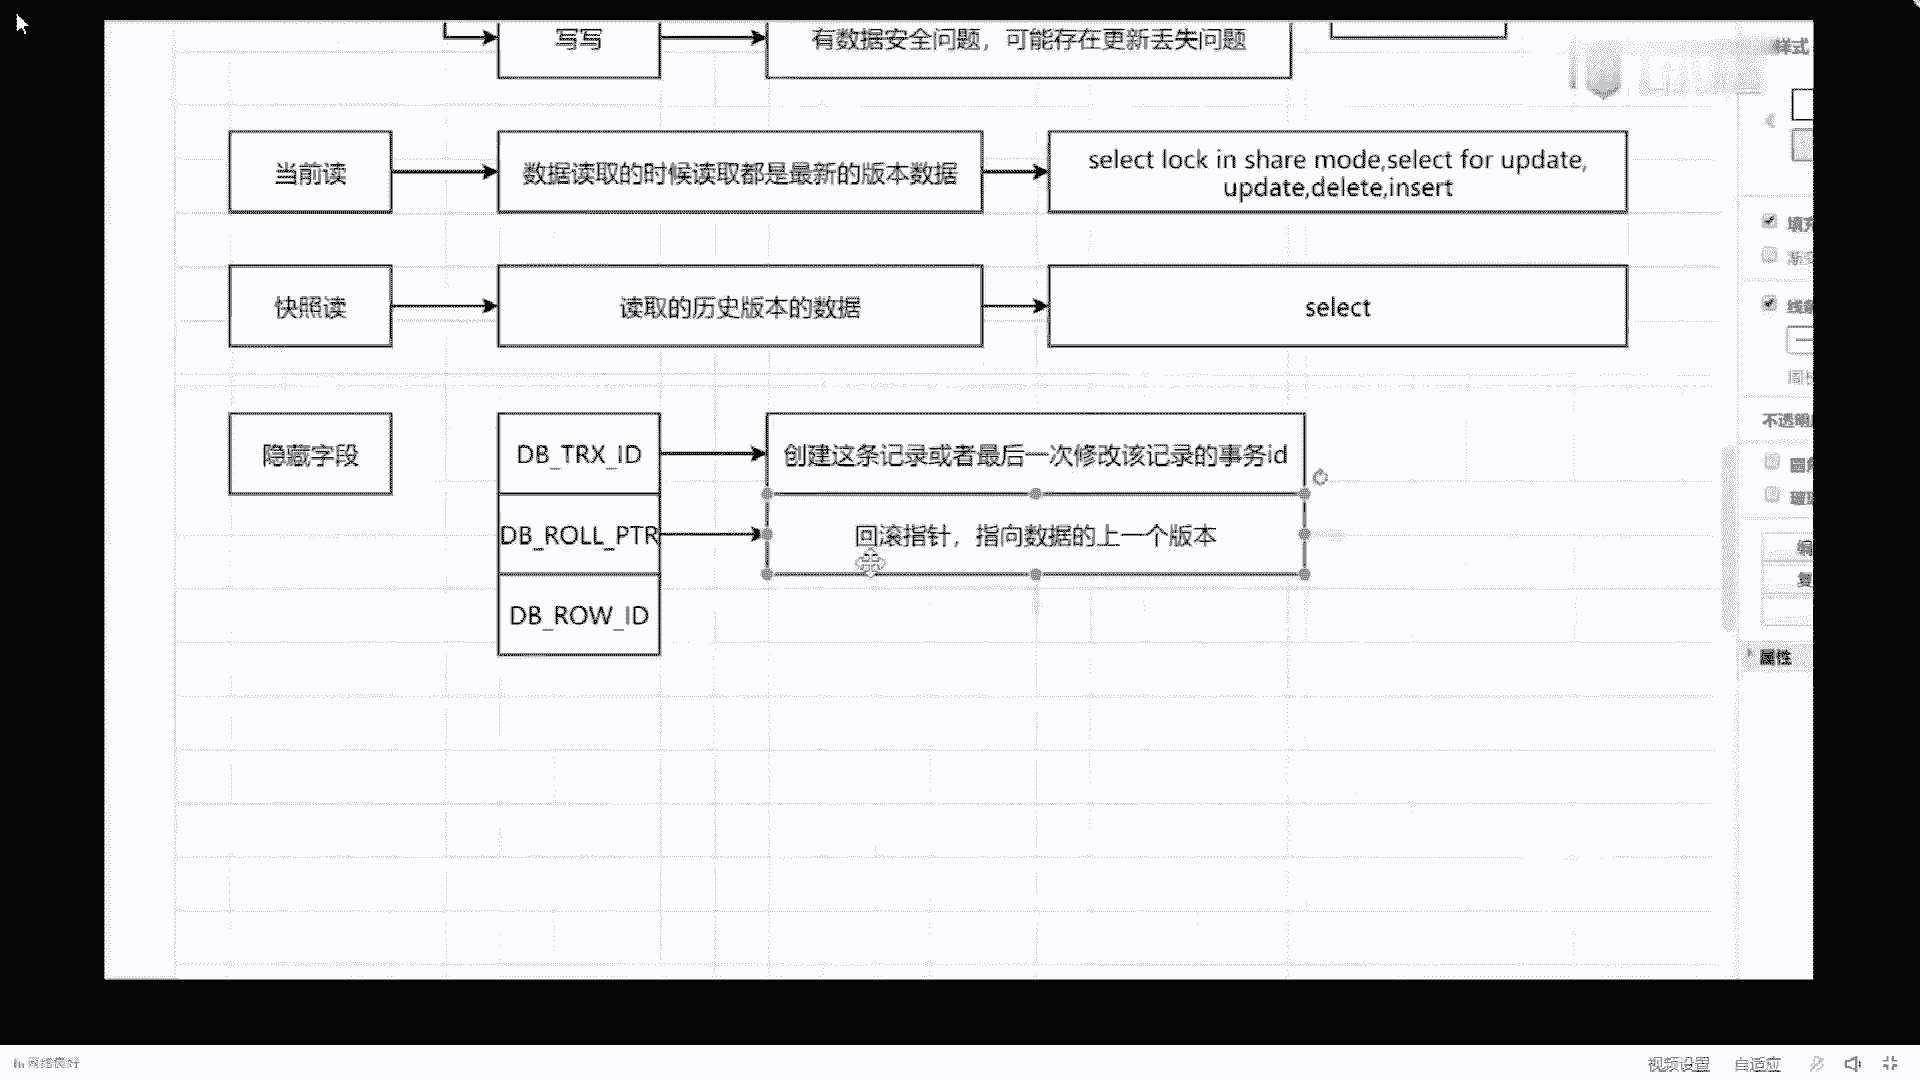 写写
有数据安全问题，可能存在更新丢失问题
样式
当前读
数据读取的时候读取都是最新的版本数据
select lock in share mode,select for update,
update,delete,insert
快照读
读取的历史版本的数据
select
隐藏字段
DB_TRX_ID
创建这条记录或者最后一次修改该记录的事务id
DB_ROLL_PTR
回滚指针，指向数据的上一个版本
DB_ROW_ID
填充
渐变
线条
周长
不透明
属性
网络良好
视频设置
自适应